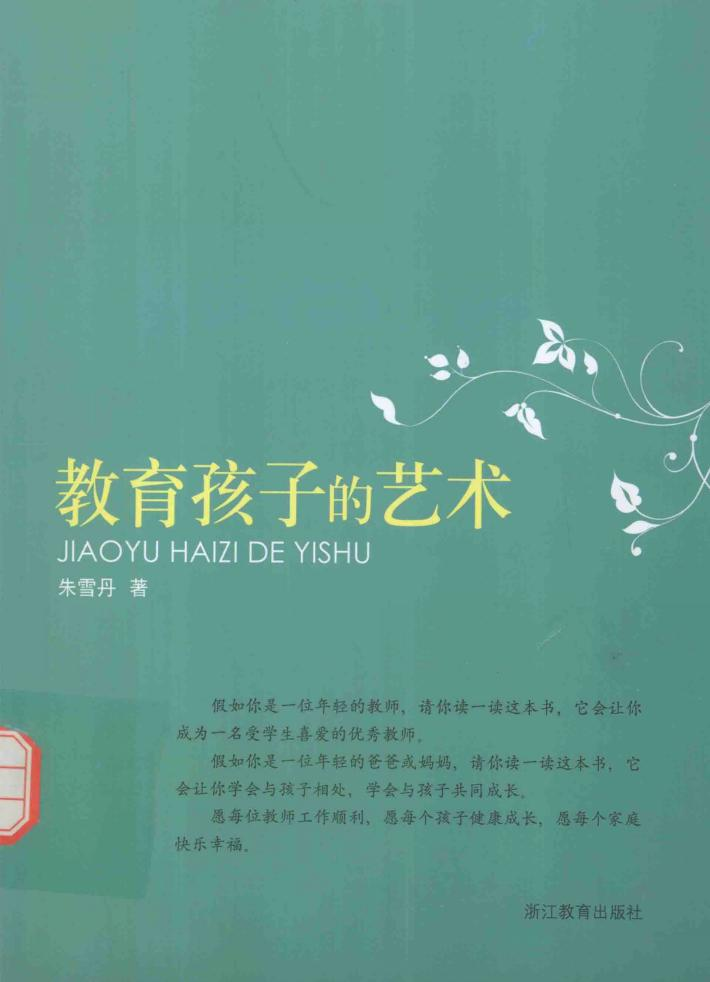 教育孩子的艺术
JIAOYU HAIZI DE YISHU
朱雪丹 著
假如你是一位年轻的教师，请你读一读这本书，它会让你
成为一名受学生喜爱的优秀教师。
假如你是一位年轻的爸爸或妈妈，请你读一读这本书，它
会让你学会与孩子相处，学会与孩子共同成长。
愿每位教师工作顺利，愿每个孩子健康成长，愿每个家庭
快乐幸福。
浙江教育出版社